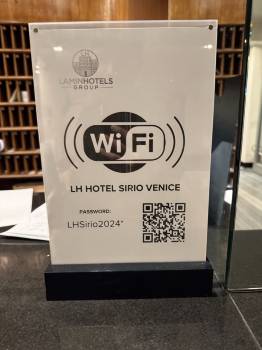 LAMINHOTELS
GROUP
WiFi
LH HOTEL SIRIO VENICE
PASSWORD:
LHSirio2024*